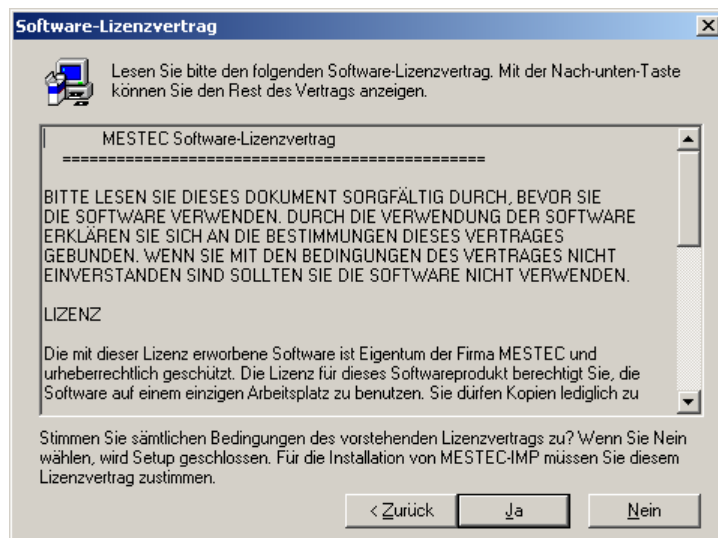 Software-Lizenzvertrag
Lesen Sie bitte den folgenden Software-Lizenzvertrag. Mit der Nach-unten-Taste
können Sie den Rest des Vertrags anzeigen.
MESTEC Software-Lizenzvertrag
===============================================
BITTE LESEN SIE DIESES DOKUMENT SORGFÄLTIG DURCH, BEVOR SIE
DIE SOFTWARE VERWENDEN. DURCH DIE VERWENDUNG DER SOFTWARE
ERKLÄREN SIE SICH AN DIE BESTIMMUNGEN DIESES VERTRAGES
GEBUNDEN. WENN SIE MIT DEN BEDINGUNGEN DES VERTRAGES NICHT
EINVERSTANDEN SIND SOLLTEN SIE DIE SOFTWARE NICHT VERWENDEN.
LIZENZ
Die mit dieser Lizenz erworbene Software ist Eigentum der Firma MESTEC und
urheberrechtlich geschützt. Die Lizenz für dieses Softwareprodukt berechtigt Sie, die
Software auf einem einzigen Arbeitsplatz zu benutzen. Sie dürfen Kopien lediglich zu
Stimmen Sie sämtlichen Bedingungen des vorstehenden Lizenzvertrags zu? Wenn Sie Nein
wählen, wird Setup geschlossen. Für die Installation von MESTEC-IMP müssen Sie diesem
Lizenzvertrag zustimmen.
< Zurück Ja Nein